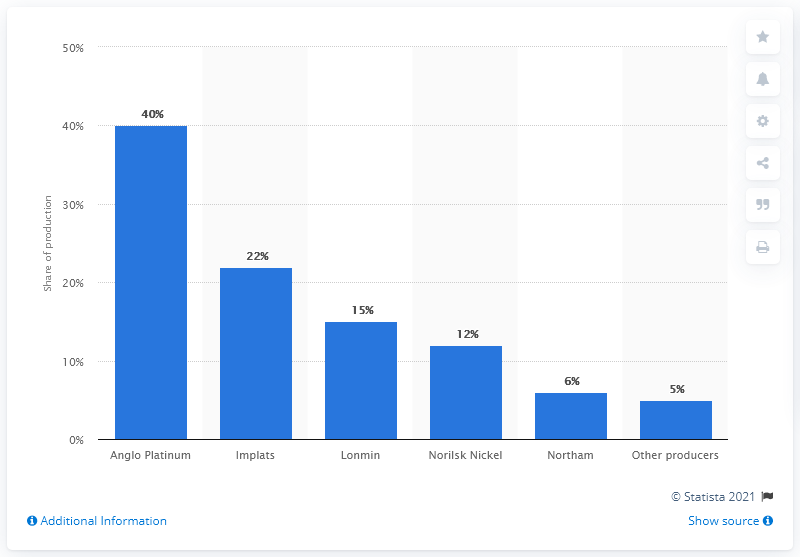 50%
40%
30%
20%
10%
0%
Share of production
40%
22%
15%
12%
6%
5%
Anglo Platinum
Implats
Lonmin
Norilsk Nickel
Northam
Other producers
© Statista 2021
Additional Information
Show source